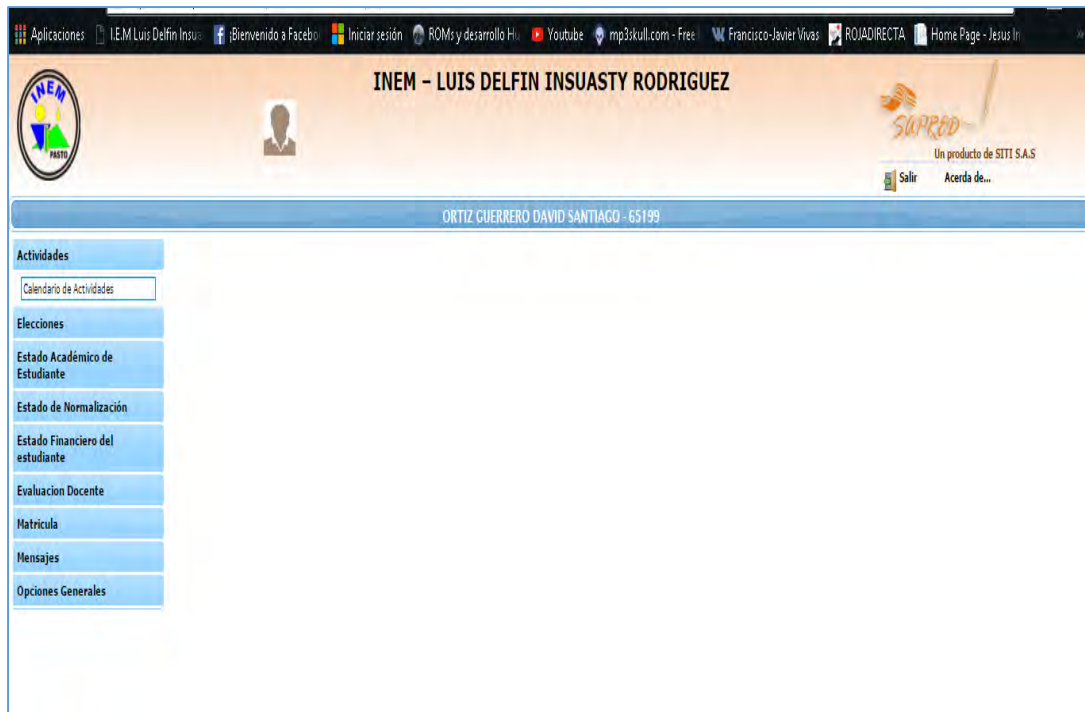 Aplicaciones I.E.M Luis Delfin Insua ¡Bienvenido a Facebo Iniciar sesión ROMs y desarrollo Hu Youtube mp3skull.com - Free Francisco-Javier Vivas ROJADIRECTA Home Page - Jesus In
INEM
PASTO
INEM – LUIS DELFIN INSUASTY RODRIGUEZ
SUPRED
Un producto de SITI S.A.S
Salir Acerda de...
ORTIZ GUERRERO DAVID SANTIAGO - 65199
Actividades
Calendario de Actividades
Elecciones
Estado Académico de
Estudiante
Estado de Normalización
Estado Financiero del
estudiante
Evaluacion Docente
Matricula
Mensajes
Opciones Generales